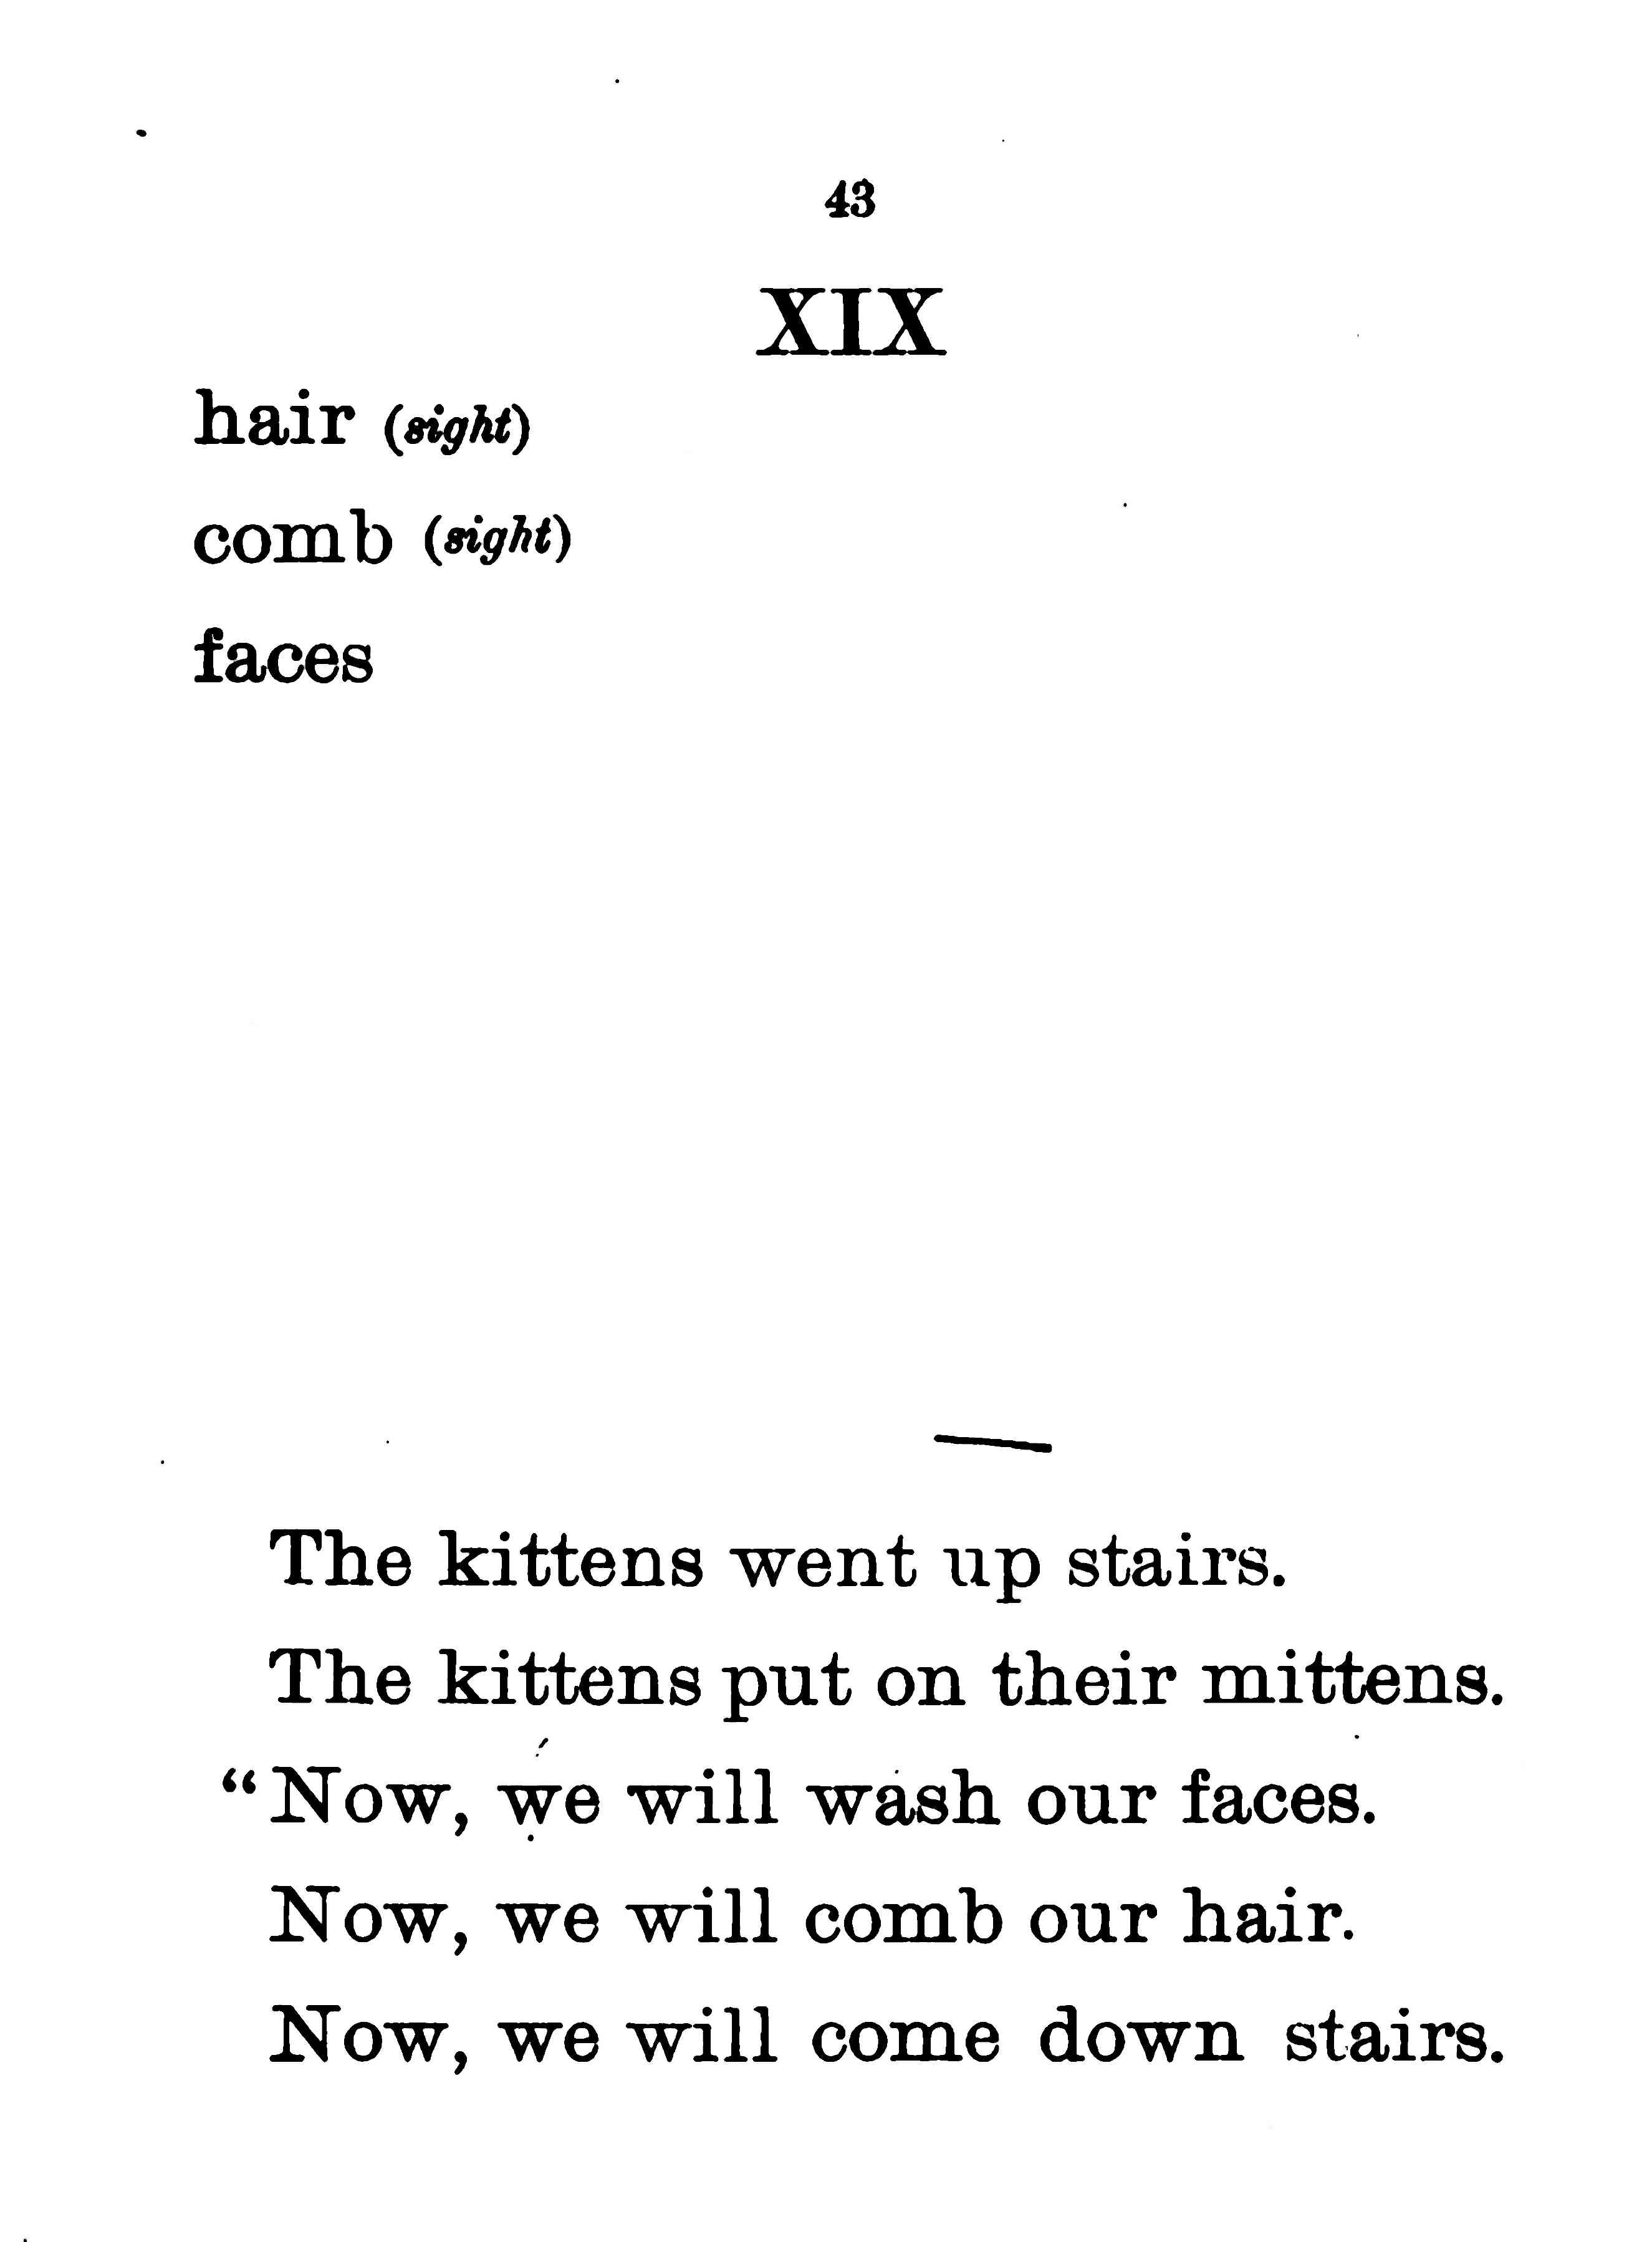 43
XIX
hair (sight)
comb (sight)
faces
The kittens went up stairs.
The kittens put on their mittens.
“Now, we will wash our faces.
Now, we will comb our hair.
Now, we will come down stairs.